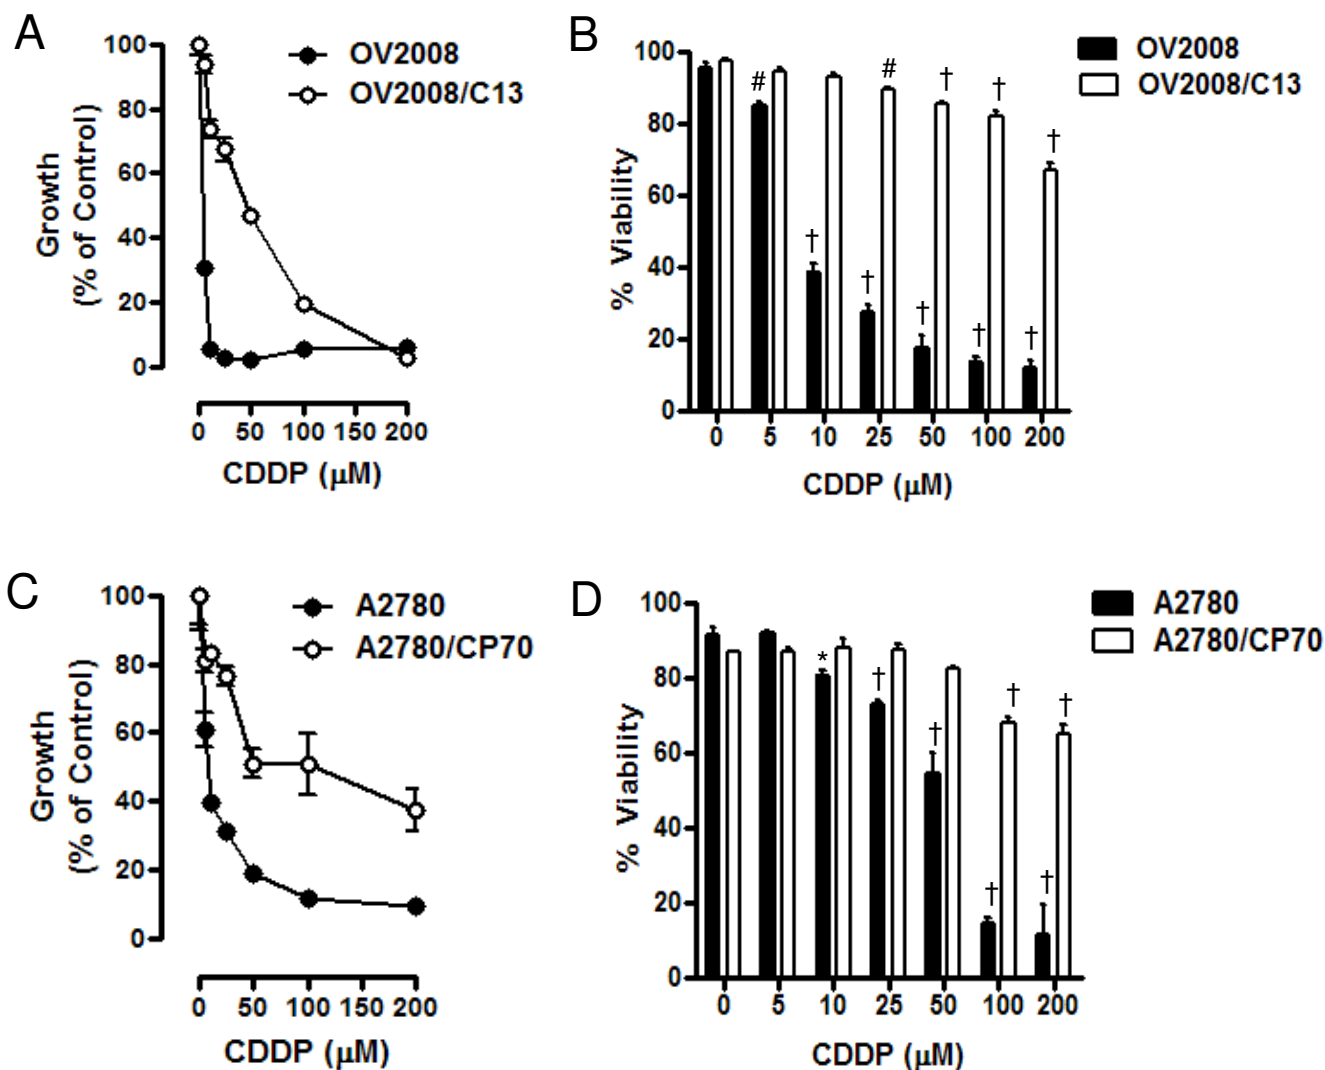 A
100
80
60
40
20
0
Growth
(% of Control)
OV2008
OV2008/C13
0 50 100 150 200
CDDP (µM)
B
100
80
60
40
20
0
% Viability
OV2008
OV2008/C13
# # † †
†
† † † † †
0 5 10 25 50 100 200
CDDP (µM)
C
100
80
60
40
20
0
Growth
(% of Control)
A2780
A2780/CP70
0 50 100 150 200
CDDP (µM)
D
100
80
60
40
20
0
% Viability
A2780
A2780/CP70
* † † † †
† †
0 5 10 25 50 100 200
CDDP (µM)